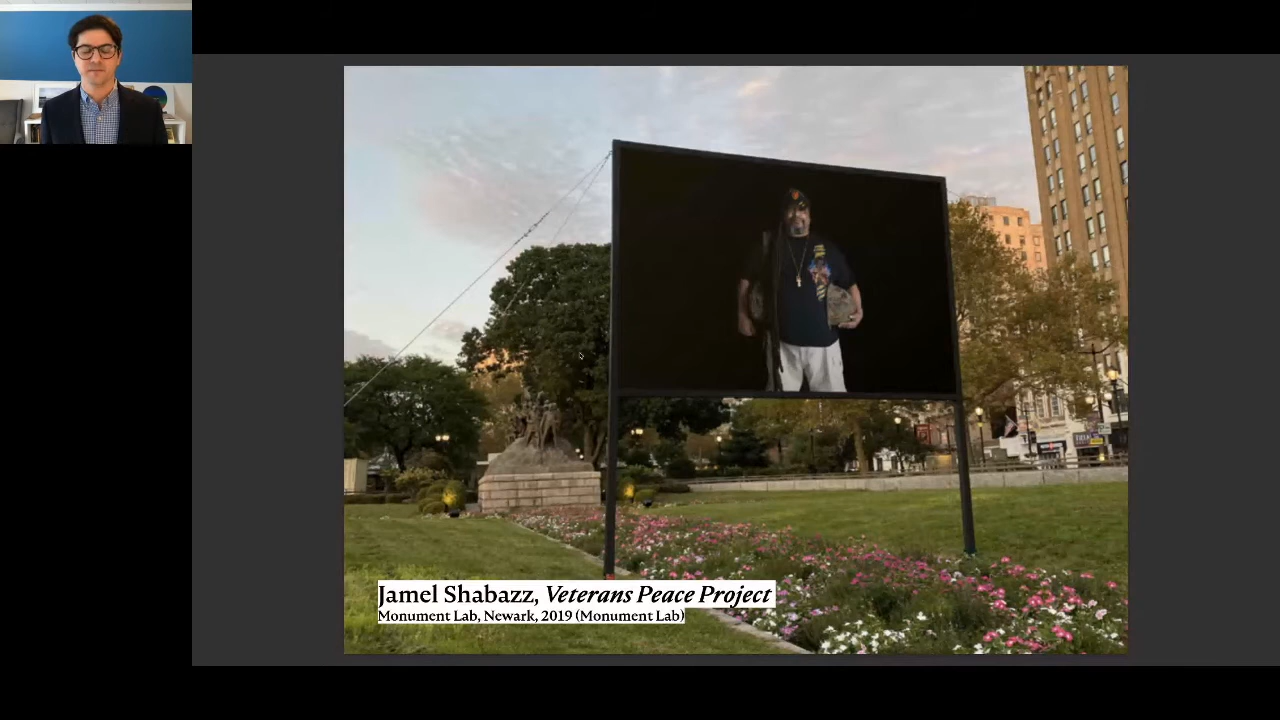 Jamel Shabazz, Veterans Peace Project
Monument Lab, Newark, 2019 (Monument Lab)